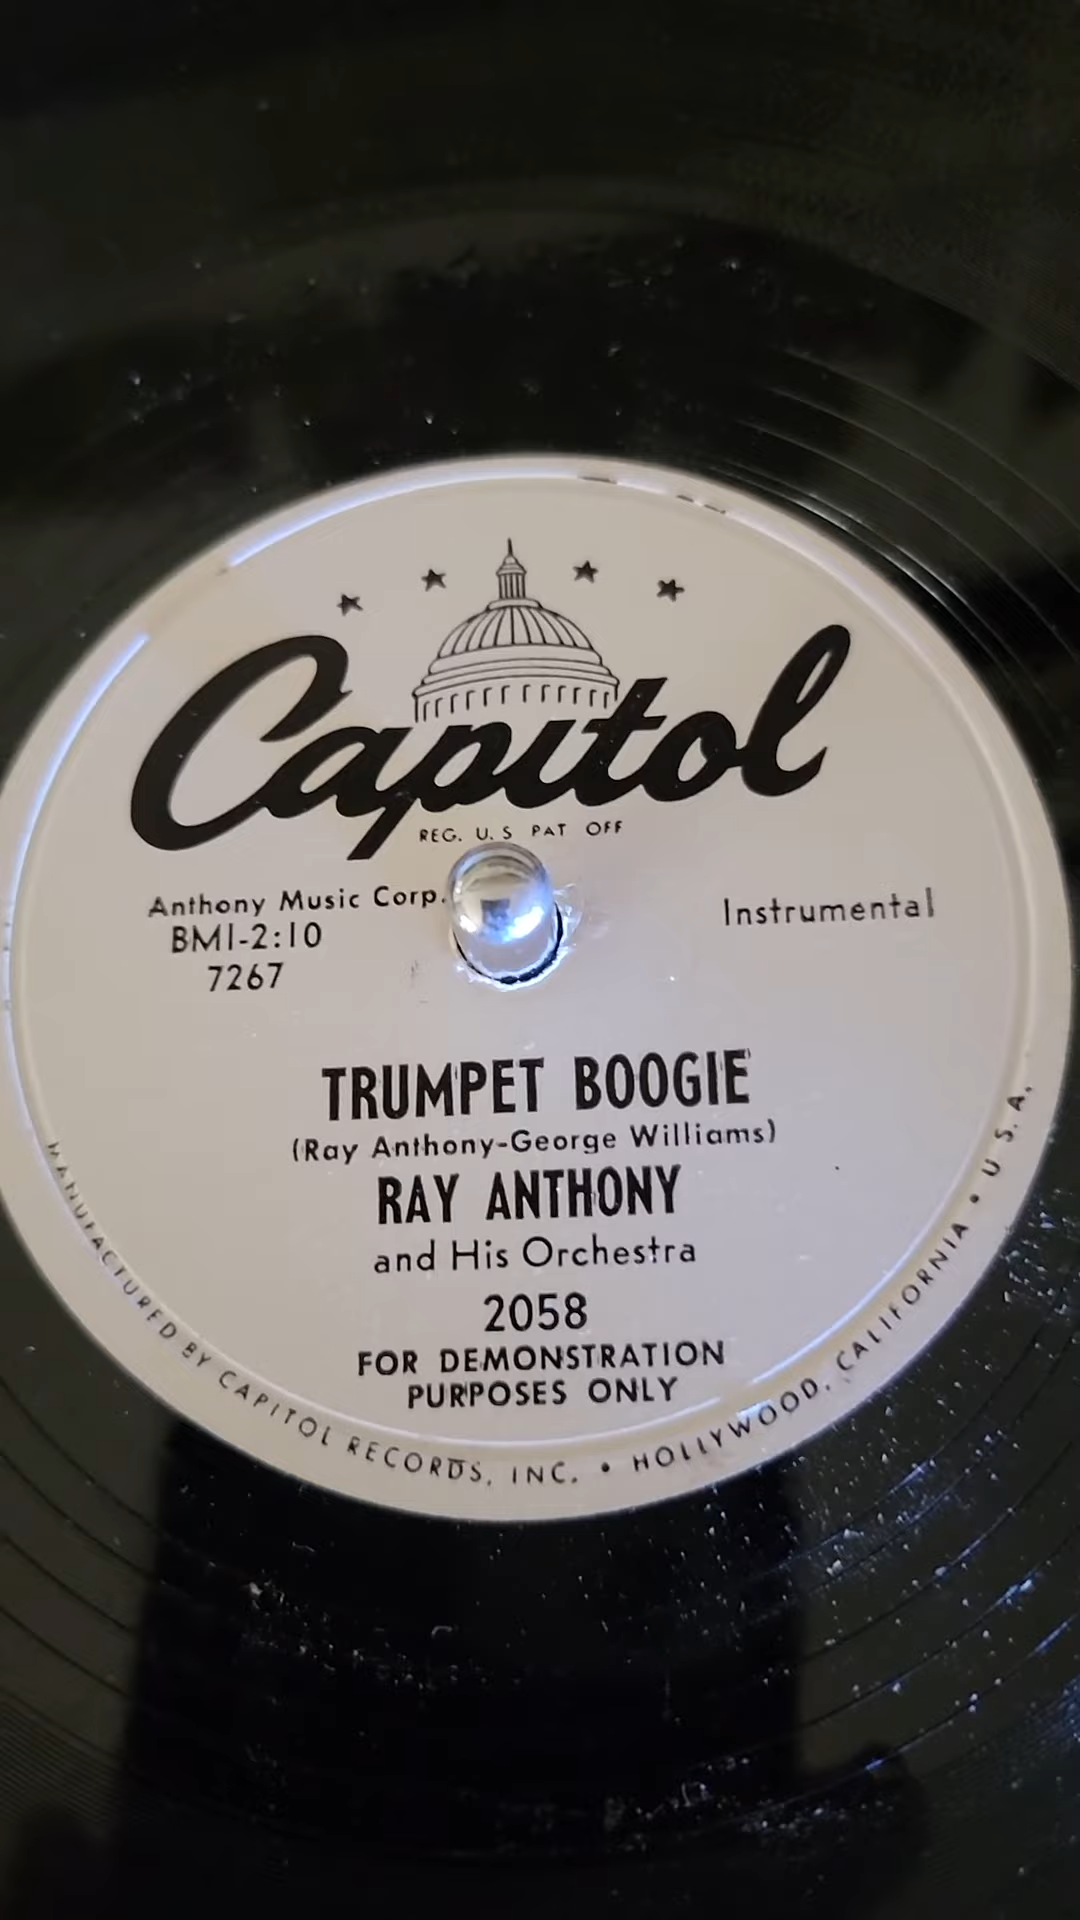 Capitol
REG. U. S PAT OFF
Anthony Music Corp.
BMI-2:10
7267
Instrumental
TRUMPET BOOGIE
(Ray Anthony-George Williams)
RAY ANTHONY
and His Orchestra
2058
FOR DEMONSTRATION
PURPOSES ONLY
MANUFACTURED BY CAPITOL RECORDS, INC. • HOLLYWOOD, CALIFORNIA • U. S. A.